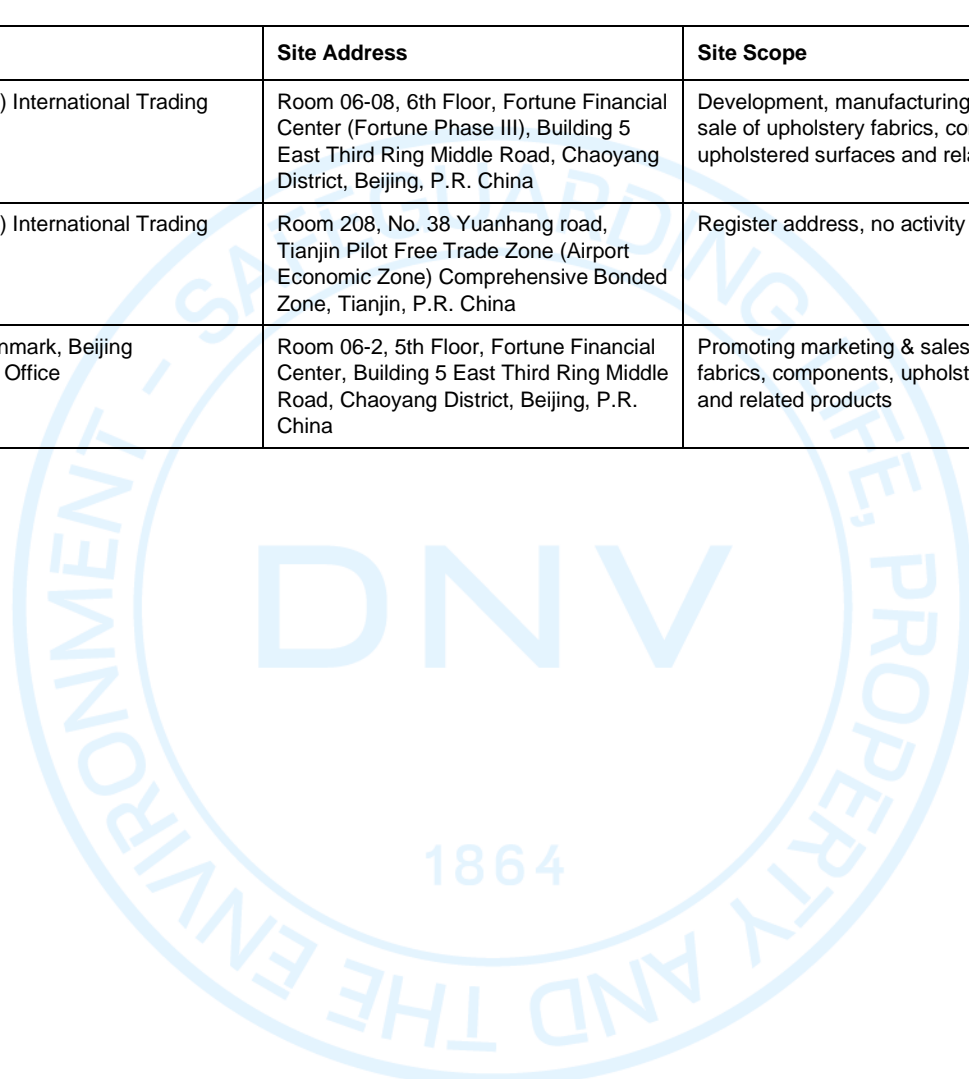 Site Address
Site Scope
) International Trading
Room 06-08, 6th Floor, Fortune Financial
Center (Fortune Phase III), Building 5
East Third Ring Middle Road, Chaoyang
District, Beijing, P.R. China
Development, manufacturing
sale of upholstery fabrics,
upholstered surfaces and
) International Trading
Room 208, No. 38 Yuanhang road,
Tianjin Pilot Free Trade Zone (Airport
Economic Zone) Comprehensive Bonded
Zone, Tianjin, P.R. China
Register address, no activity
Beijing
Office
Room 06-2, 5th Floor, Fortune Financial
Center, Building 5 East Third Ring Middle
Road, Chaoyang District, Beijing, P.R.
China
Promoting marketing & sales
fabrics, components,
and related products
SAFEGUARDING LIFE, PROPERTY AND THE ENVIRONMENT -
DNV
1864